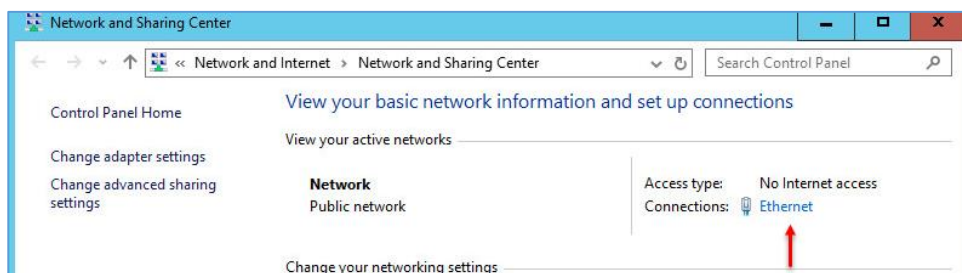 Network and Sharing Center
« Network and Internet › Network and Sharing Center
Search Control Panel
Control Panel Home
Change adapter settings
Change advanced sharing
settings
View your basic network information and set up connections
View your active networks
Network
Public network
Access type: No Internet access
Connections: Ethernet
Change your networking settings